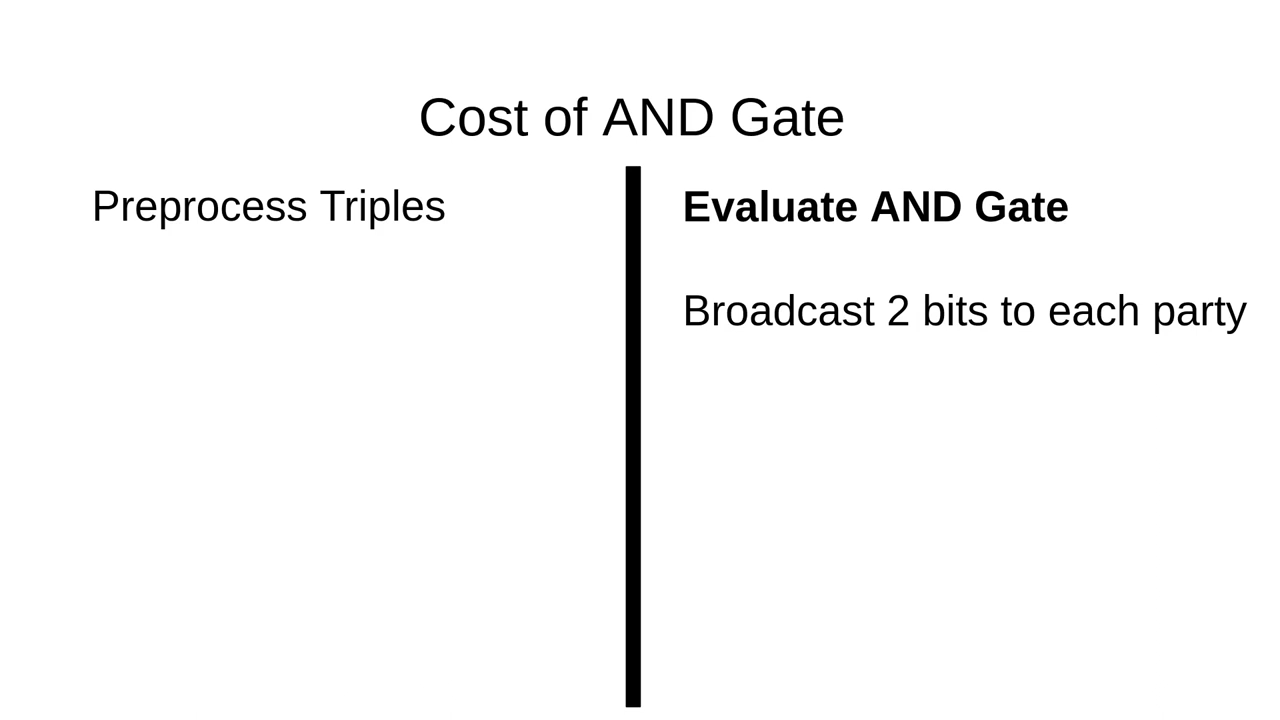 Cost of AND Gate
Preprocess Triples
Evaluate AND Gate
Broadcast 2 bits to each party